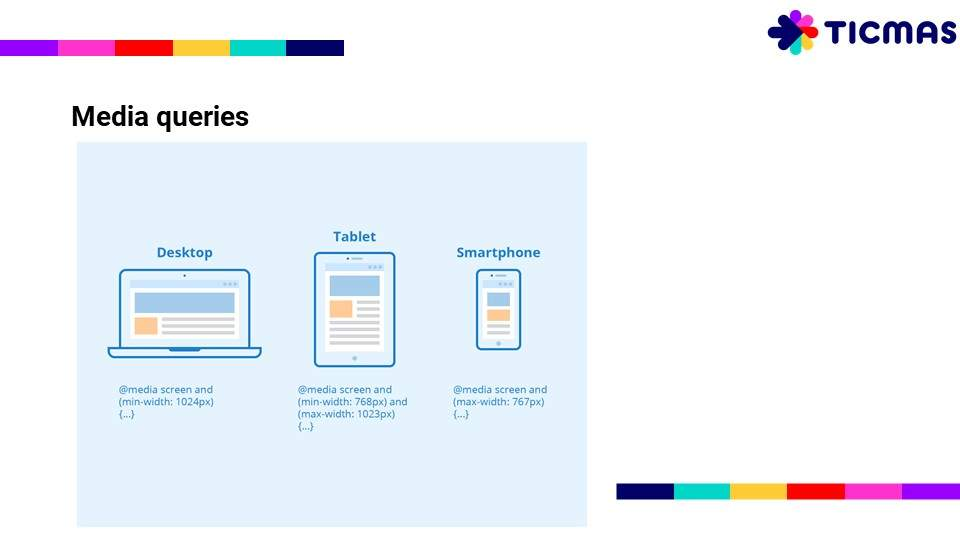 TICMAS
Media queries
Desktop
Tablet
Smartphone
@media screen and
(min-width: 1024px)
{...}
@media screen and
(min-width: 768px) and
(max-width: 1023px)
{...}
@media screen and
(max-width: 767px)
{...}